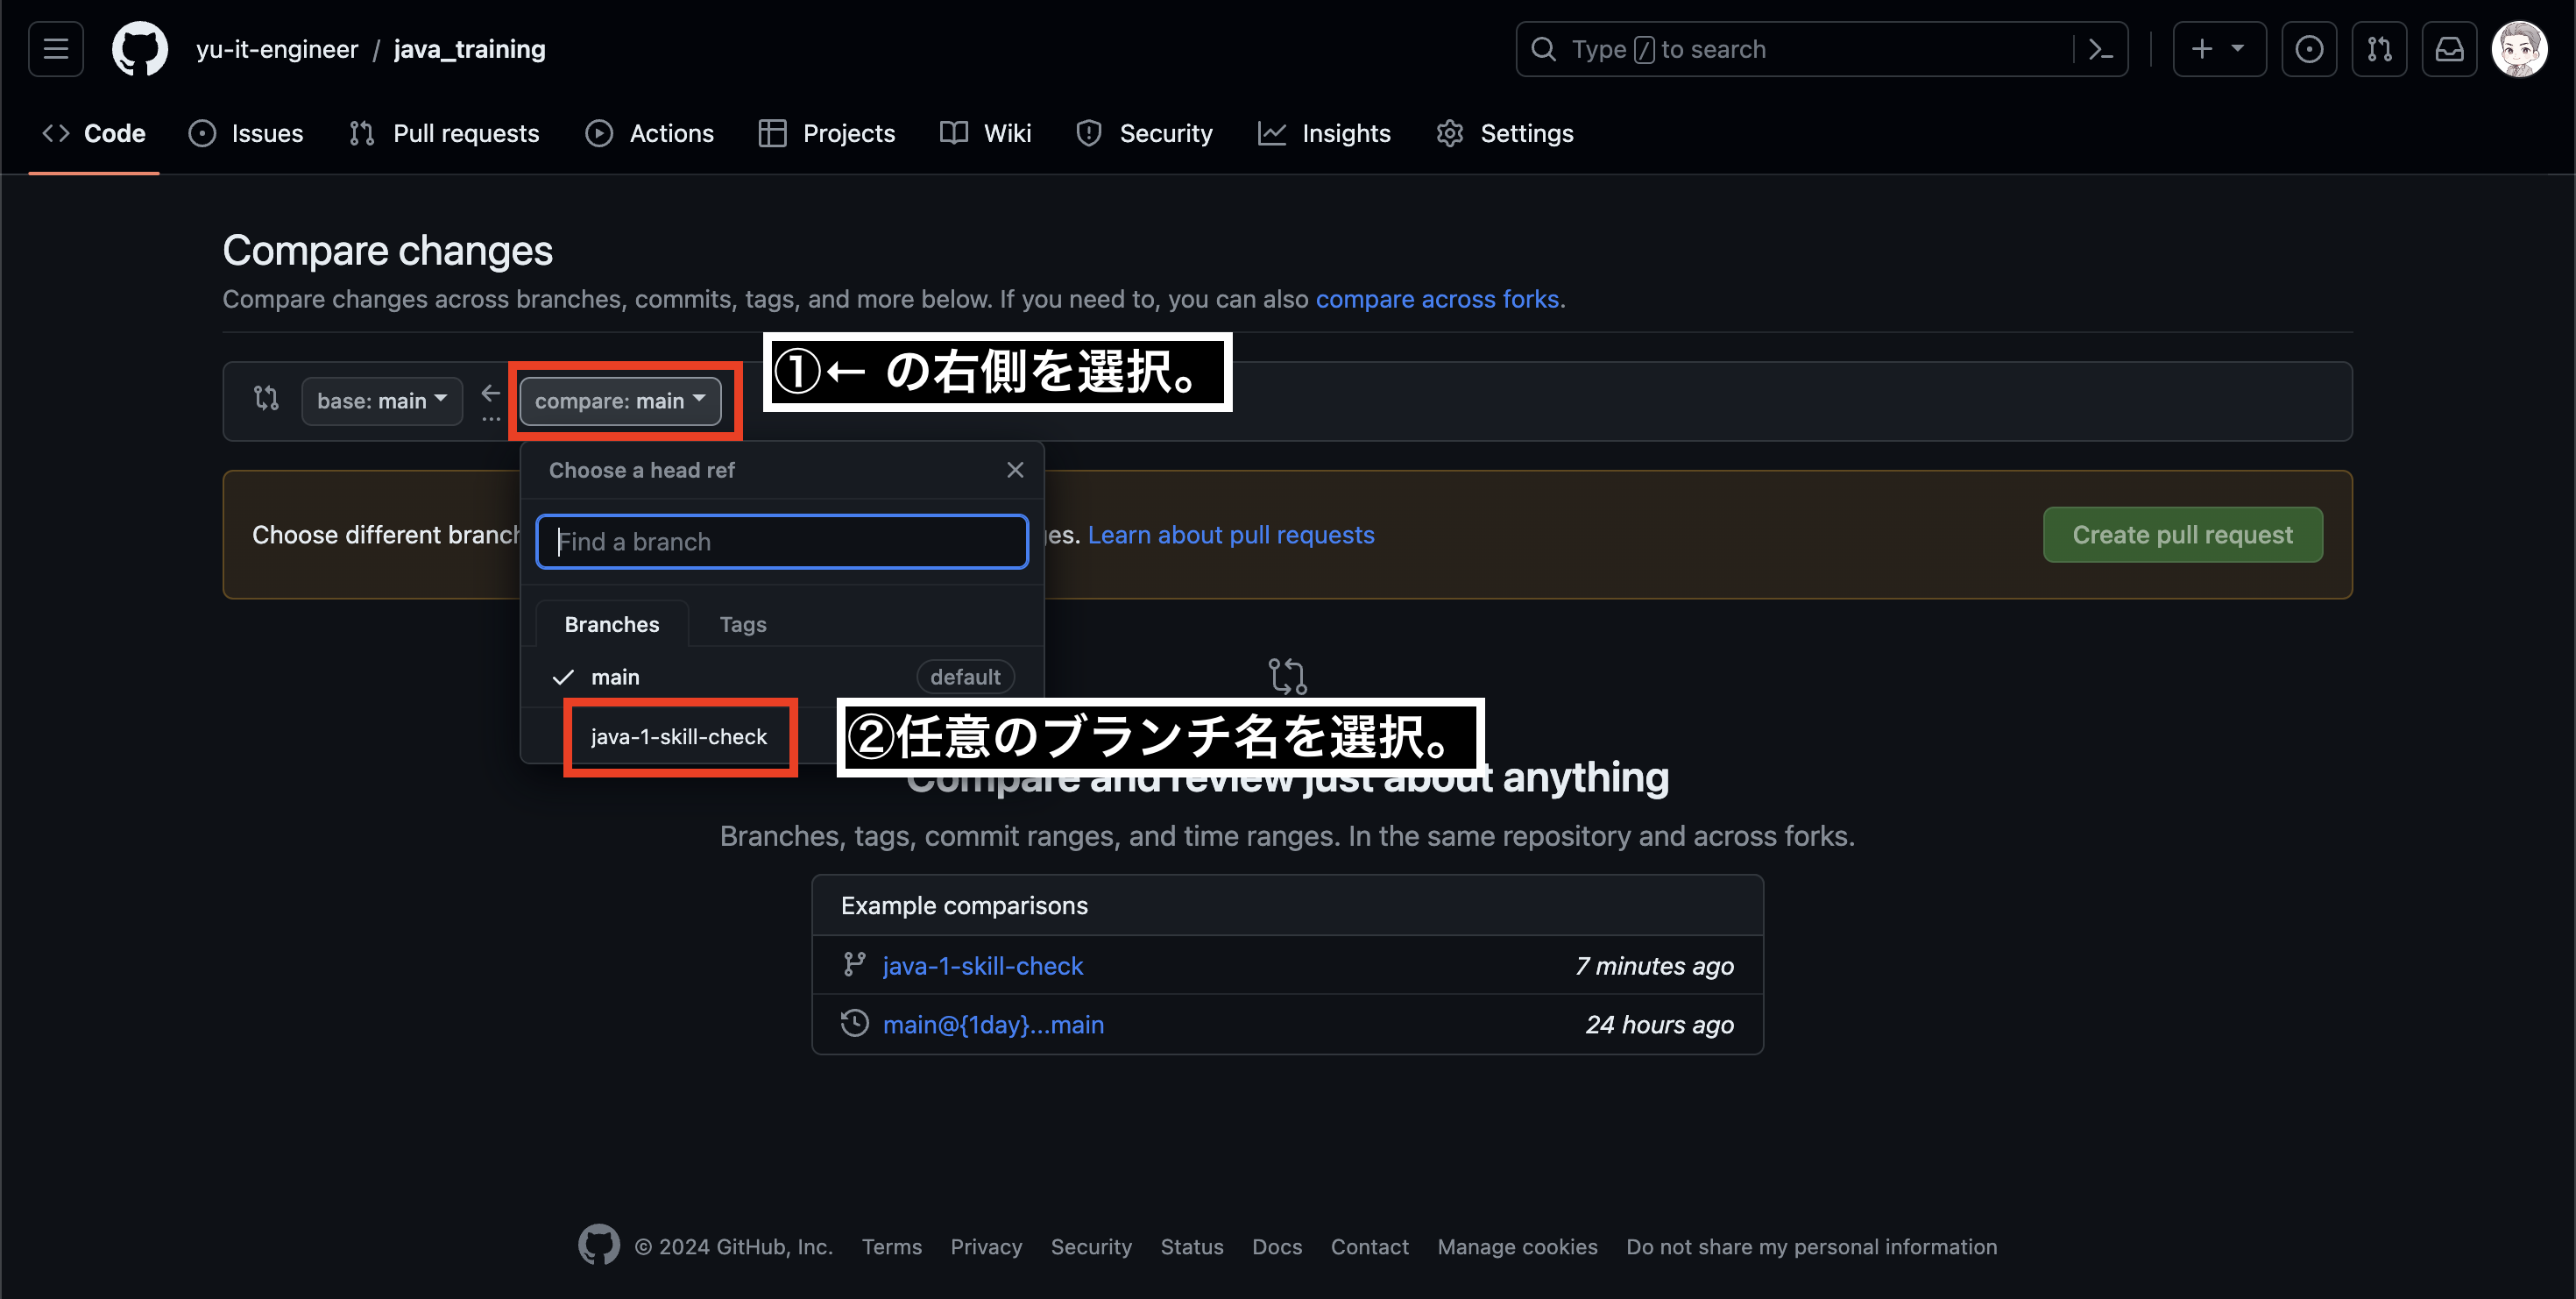 yu-it-engineer / java_training
Type / to search
Code Issues Pull requests Actions Projects Wiki Security Insights Settings
Compare changes
Compare changes across branches, commits, tags, and more below. If you need to, you can also compare across forks.
①← の右側を選択。
base: main ← ... compare: main
Choose a head ref
Choose different branch
es. Learn about pull requests
Create pull request
Find a branch
Branches Tags
main default
java-1-skill-check
②任意のブランチ名を選択。
Compare and review just about anything
Branches, tags, commit ranges, and time ranges. In the same repository and across forks.
Example comparisons
java-1-skill-check 7 minutes ago
main@{1day}...main 24 hours ago
© 2024 GitHub, Inc. Terms Privacy Security Status Docs Contact Manage cookies Do not share my personal information